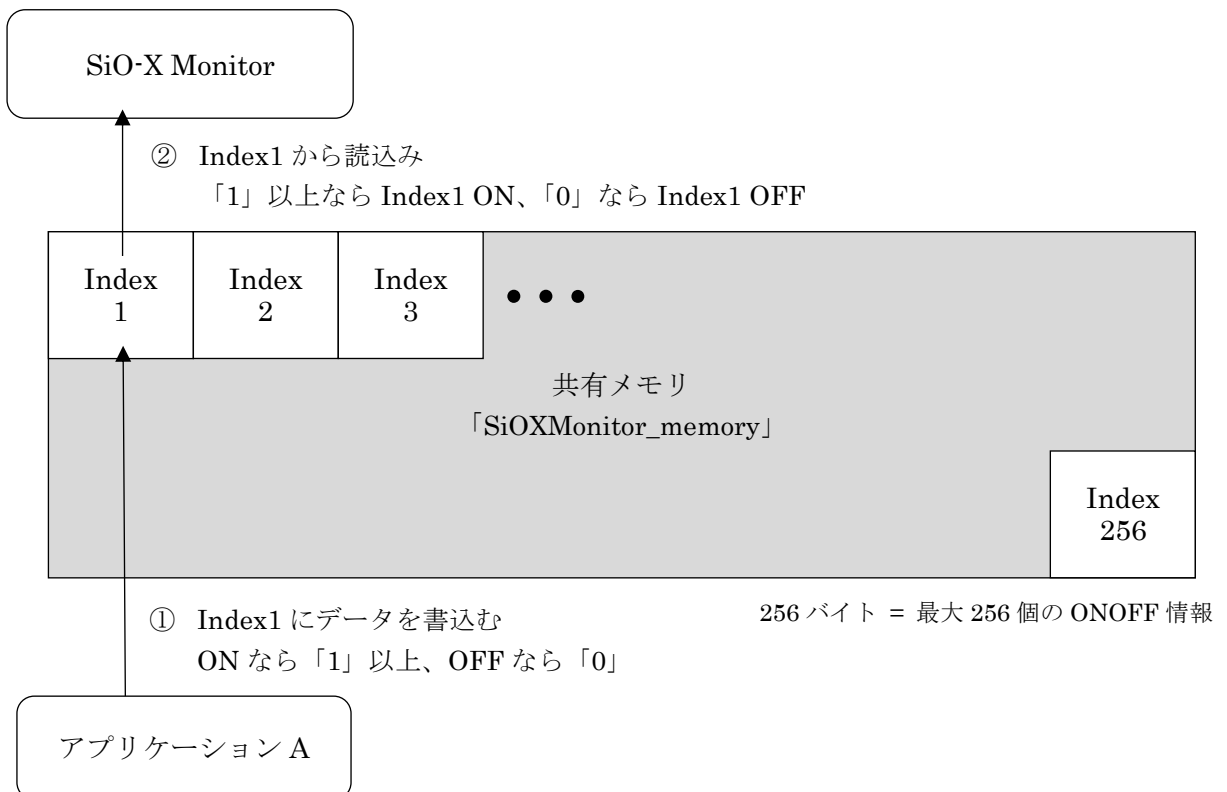 SiO-X Monitor
② Index1 から読込み
「1」以上なら Index1 ON、「0」なら Index1 OFF
Index
1
Index
2
Index
3
•••
共有メモリ
「SiOXMonitor_memory」
Index
256
256 バイト = 最大 256 個の ONOFF 情報
① Index1 にデータを書込む
ON なら「1」以上、OFF なら「0」
アプリケーション A